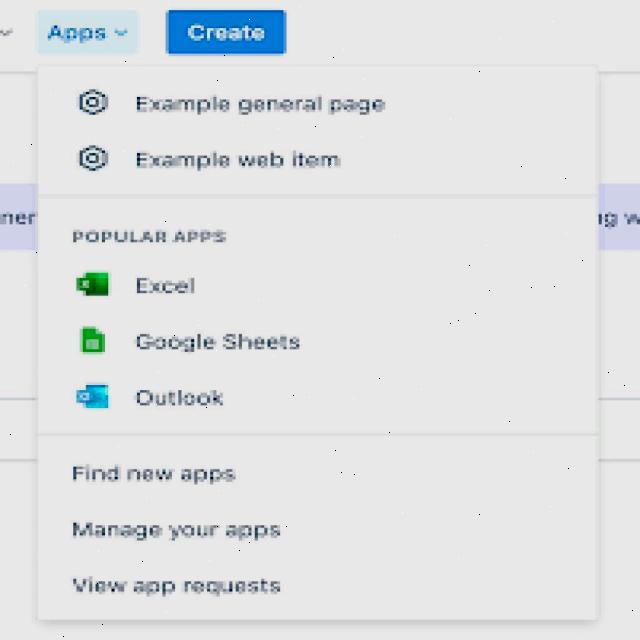 Apps Create
Example general page
Example web item
POPULAR APPS
Excel
Google Sheets
Outlook
Find new apps
Manage your apps
View app requests